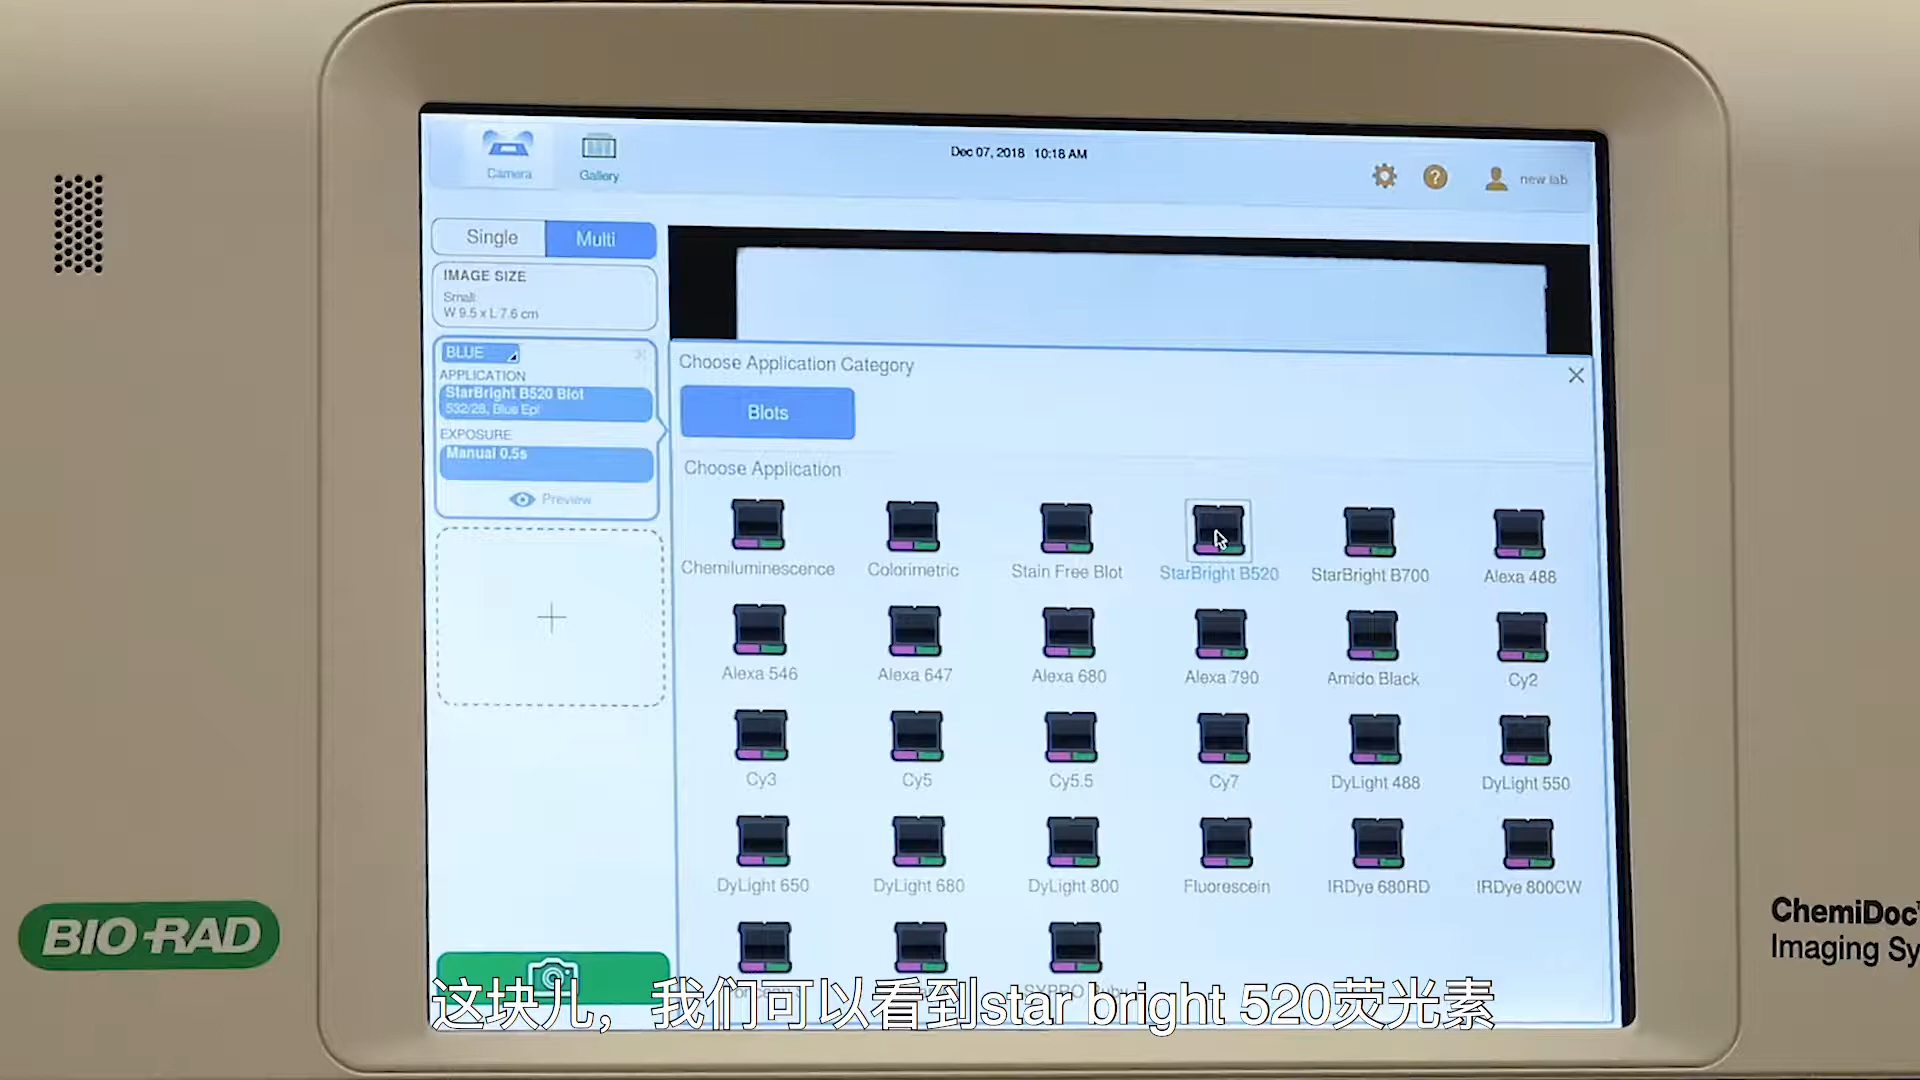 Dec 07, 2018 10:18 AM
Camera
Gallery
new lab
Single
Multi
IMAGE SIZE
Small
W 9.5 x L 7.6 cm
BLUE
APPLICATION
StarBright B520 Blot
532/28, Blue Epi
EXPOSURE
Manual 0.5s
Preview
Choose Application Category
Blots
Choose Application
Chemiluminescence
Colorimetric
Stain Free Blot
StarBright B520
StarBright B700
Alexa 488
Alexa 546
Alexa 647
Alexa 680
Alexa 790
Amido Black
Cy2
Cy3
Cy5
Cy5.5
Cy7
DyLight 488
DyLight 550
DyLight 650
DyLight 680
DyLight 800
Fluorescein
IRDye 680RD
IRDye 800CW
SYPRO Ruby
BIO-RAD
ChemiDoc
Imaging Sy
这块儿，我们可以看到star bright 520荧光素